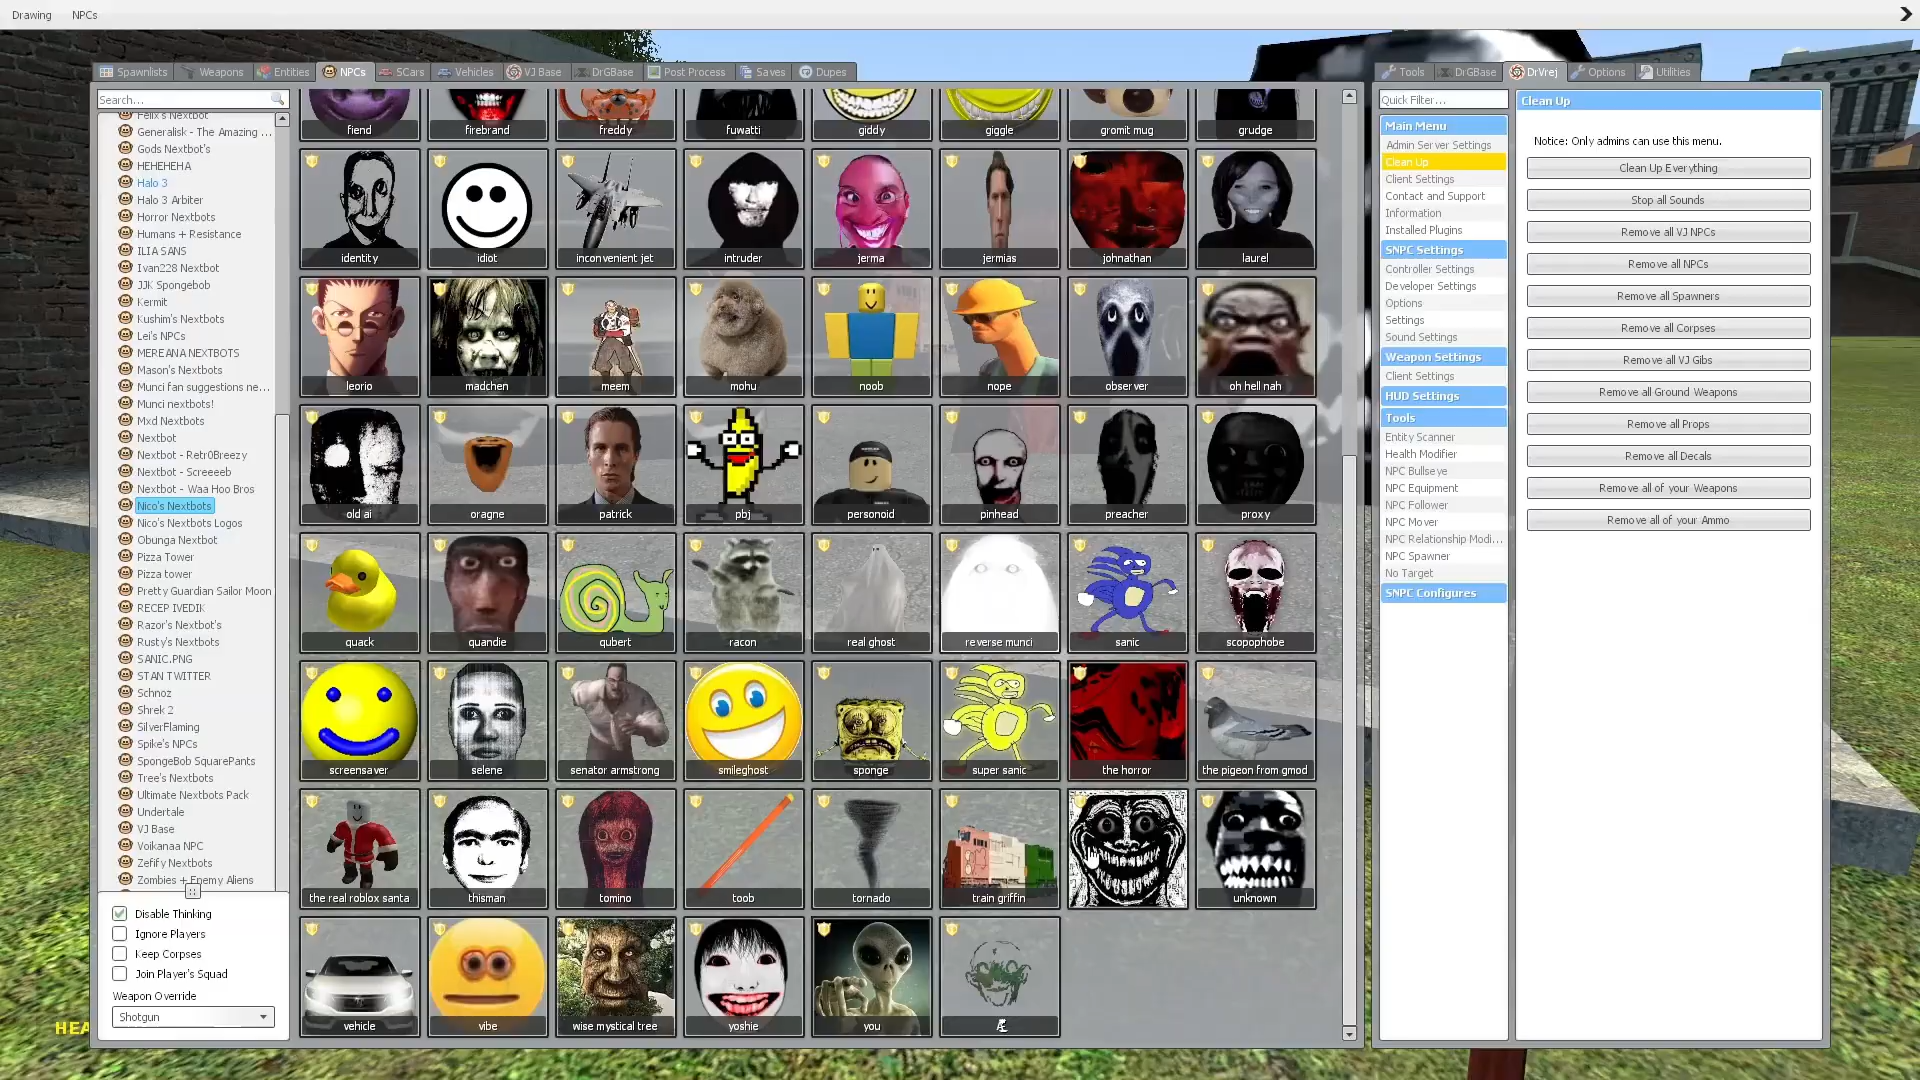 Drawing NPCs
Spawnlists Weapons Entities NPCs SCars Vehicles VJ Base DrGBase Post Process Saves Dupes
Search...
Felix's Nextbot
Generalisk - The Amazing ...
Gods Nextbot's
HEHEHEHA
Halo 3
Halo 3 Arbiter
Horror Nextbots
Humans + Resistance
ILIA SANS
Ivan228 Nextbot
JJK Spongebob
Kermit
Kushim's Nextbots
Lei's NPCs
MEREANA NEXTBOTS
Mason's Nextbots
Munci fan suggestions ne...
Munci nextbots!
Mxd Nextbots
Nextbot
Nextbot - Retr0Breezy
Nextbot - Screeeeb
Nextbot - Waa Hoo Bros
Nico's Nextbots
Nico's Nextbots Logos
Obunga Nextbot
Pizza Tower
Pizza tower
Pretty Guardian Sailor Moon
RECEP IVEDIK
Razor's Nextbot's
Rusty's Nextbots
SANIC.PNG
STAN TWITTER
Schnoz
Shrek 2
SilverFlaming
Spike's NPCs
SpongeBob SquarePants
Tree's Nextbots
Ultimate Nextbots Pack
Undertale
VJ Base
Voikanaa NPC
Zefify Nextbots
Zombies + Enemy Aliens
Disable Thinking
Ignore Players
Keep Corpses
Join Player's Squad
Weapon Override
Shotgun
HEA
fiend firebrand freddy fuwatti giddy giggle gromit mug grudge
identity idiot inconvenient jet intruder jerma jermias johnathan laurel
leorio madchen meem mohu noob nope observer oh hell nah
old ai oragne patrick pbj personoid pinhead preacher proxy
quack quandie qubert racon real ghost reverse munci sanic scopophobe
screensaver selene senator armstrong smileghost sponge super sanic the horror the pigeon from gmod
the real roblox santa thisman tomino toob tornado train griffin unknown
vehicle vibe wise mystical tree yoshie you Æ
Tools DrGBase DrVrej Options Utilities
Quick Filter...
Main Menu
Admin Server Settings
Clean Up
Client Settings
Contact and Support
Information
Installed Plugins
SNPC Settings
Controller Settings
Developer Settings
Options
Settings
Sound Settings
Weapon Settings
Client Settings
HUD Settings
Tools
Entity Scanner
Health Modifier
NPC Bullseye
NPC Equipment
NPC Follower
NPC Mover
NPC Relationship Modi...
NPC Spawner
No Target
SNPC Configures
Clean Up
Notice: Only admins can use this menu.
Clean Up Everything
Stop all Sounds
Remove all VJ NPCs
Remove all NPCs
Remove all Spawners
Remove all Corpses
Remove all VJ Gibs
Remove all Ground Weapons
Remove all Props
Remove all Decals
Remove all of your Weapons
Remove all of your Ammo